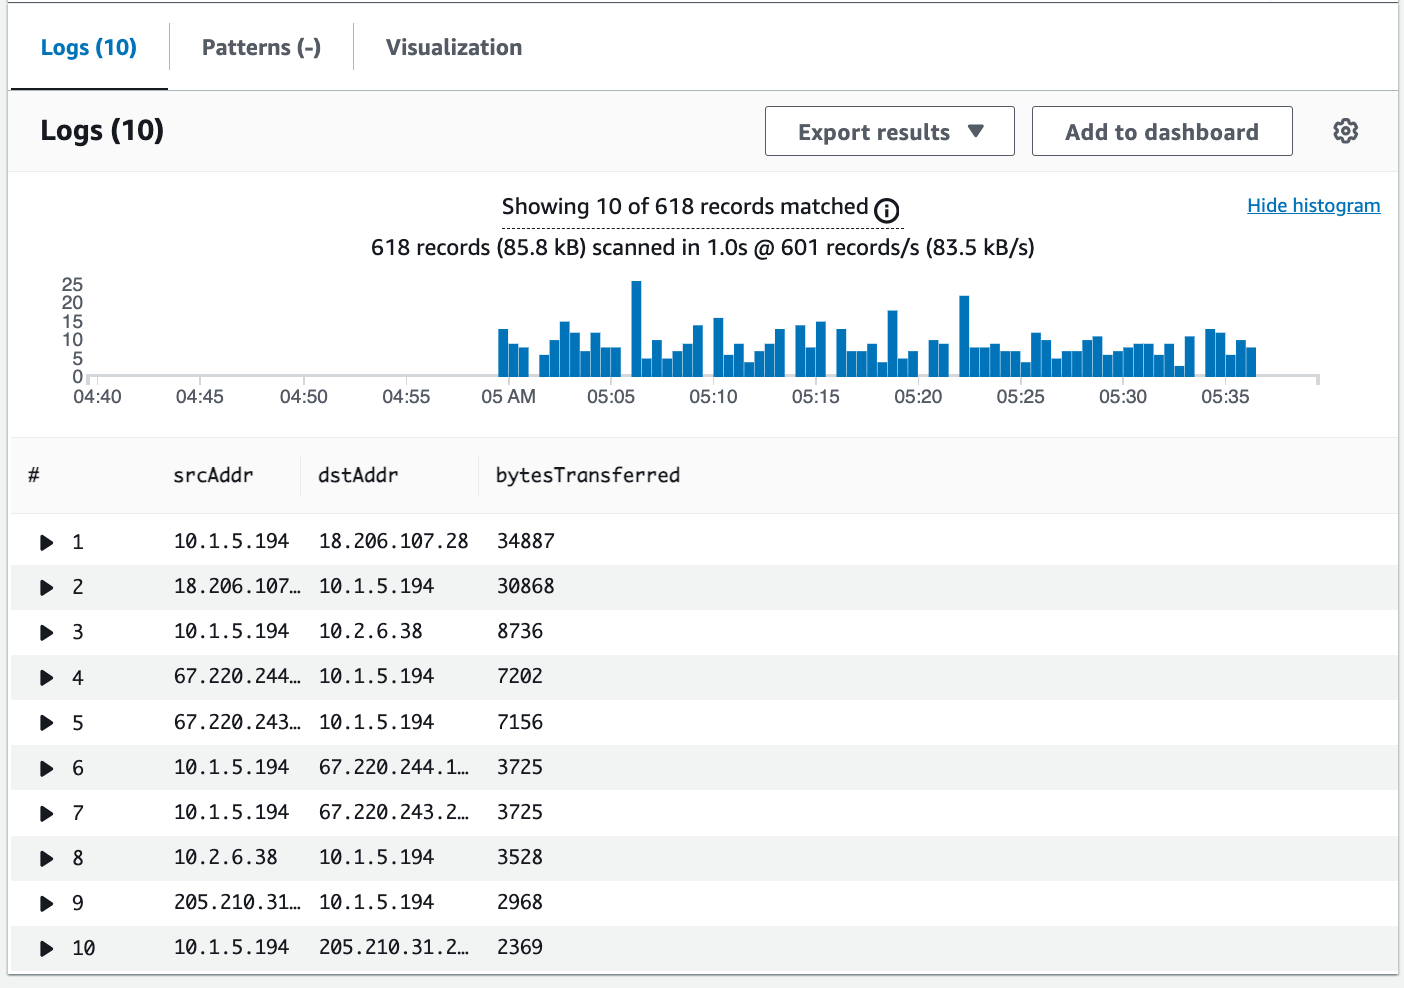 Logs (10) Patterns (-) Visualization
Logs (10) Export results Add to dashboard
Showing 10 of 618 records matched Hide histogram
618 records (85.8 kB) scanned in 1.0s @ 601 records/s (83.5 kB/s)
25
20
15
10
5
0
04:40 04:45 04:50 04:55 05 AM 05:05 05:10 05:15 05:20 05:25 05:30 05:35
# srcAddr dstAddr bytesTransferred
1 10.1.5.194 18.206.107.28 34887
2 18.206.107... 10.1.5.194 30868
3 10.1.5.194 10.2.6.38 8736
4 67.220.244... 10.1.5.194 7202
5 67.220.243... 10.1.5.194 7156
6 10.1.5.194 67.220.244.1... 3725
7 10.1.5.194 67.220.243.2... 3725
8 10.2.6.38 10.1.5.194 3528
9 205.210.31... 10.1.5.194 2968
10 10.1.5.194 205.210.31.2... 2369